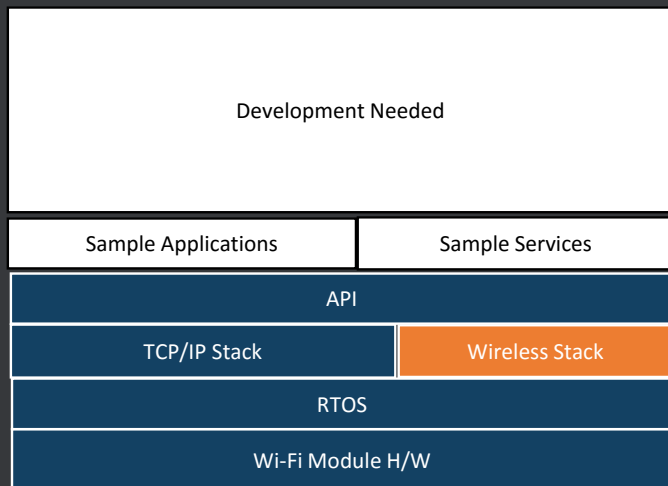 Development Needed
Sample Applications
Sample Services
API
TCP/IP Stack
Wireless Stack
RTOS
Wi-Fi Module H/W